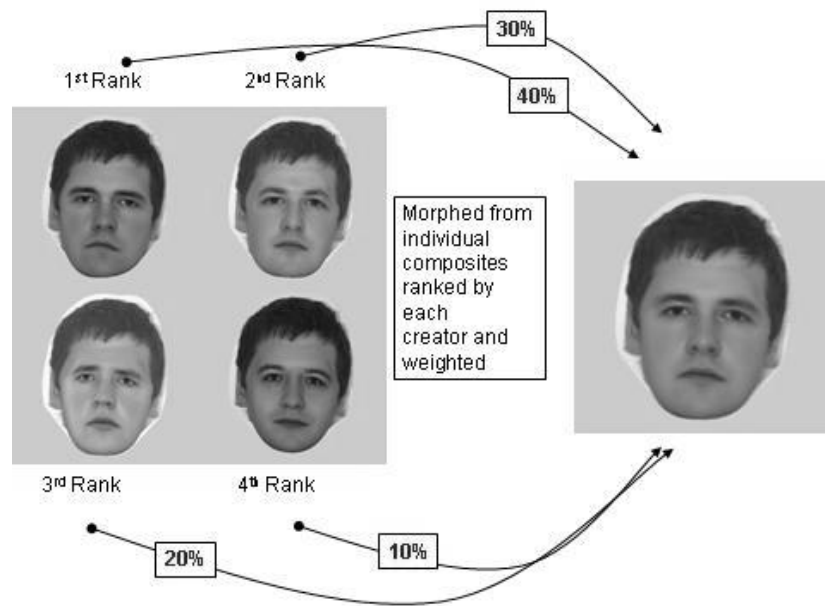 30%
1st Rank
2nd Rank
40%
Morphed from
individual
composites
ranked by
each
creator and
weighted
3rd Rank
4th Rank
20%
10%